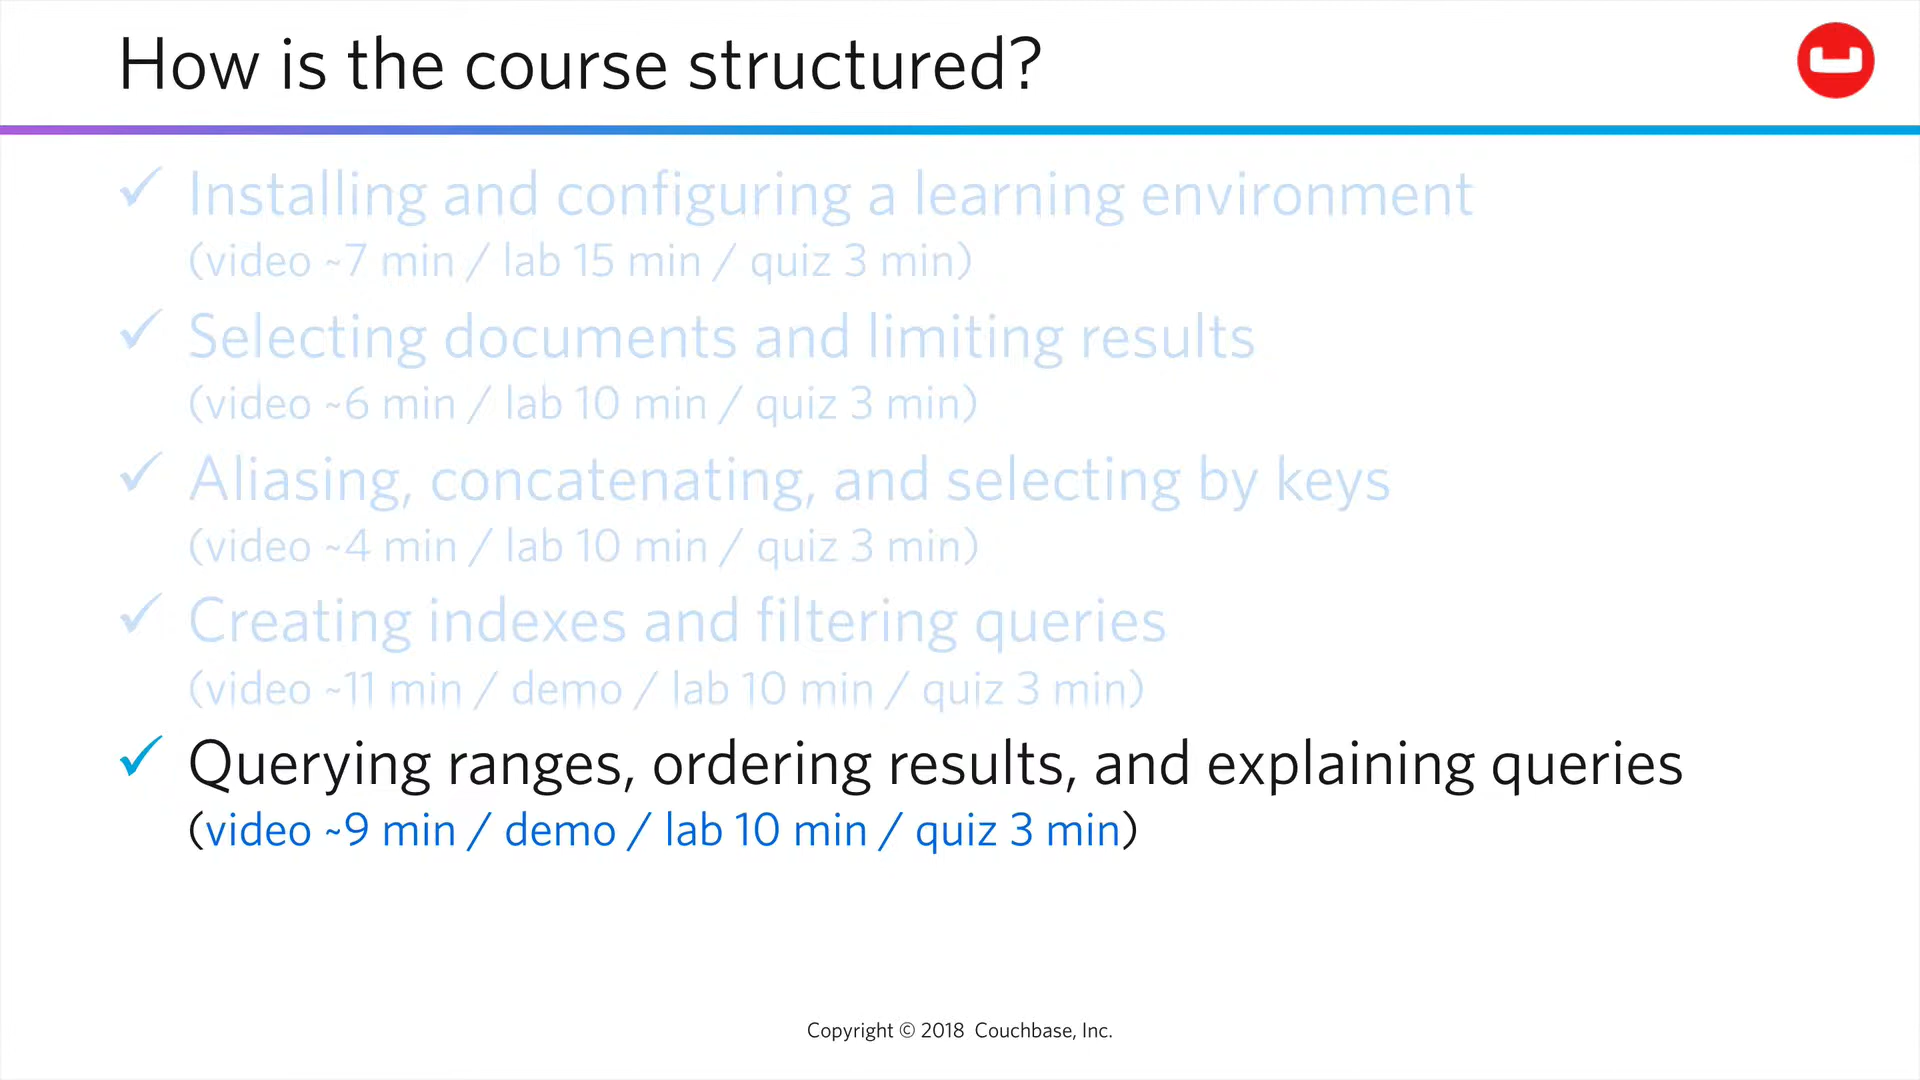 How is the course structured?
✓ Installing and configuring a learning environment
(video ~7 min / lab 15 min / quiz 3 min)
✓ Selecting documents and limiting results
(video ~6 min / lab 10 min / quiz 3 min)
✓ Aliasing, concatenating, and selecting by keys
(video ~4 min / lab 10 min / quiz 3 min)
✓ Creating indexes and filtering queries
(video ~11 min / demo / lab 10 min / quiz 3 min)
✓ Querying ranges, ordering results, and explaining queries
(video ~9 min / demo / lab 10 min / quiz 3 min)
Copyright © 2018 Couchbase, Inc.